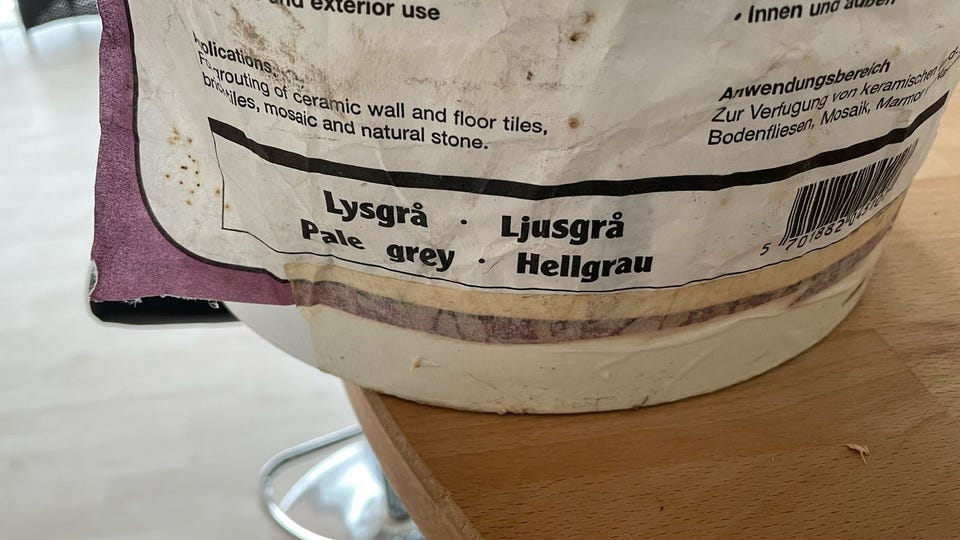 and exterior use
• Innen und außen
Applications
grouting of ceramic wall and floor tiles,
tiles, mosaic and natural stone.
Anwendungsbereich
Zur Verfugung von keramischen
Bodenfliesen, Mosaik, Marmor
Lysgrå · Ljusgrå
Pale grey · Hellgrau